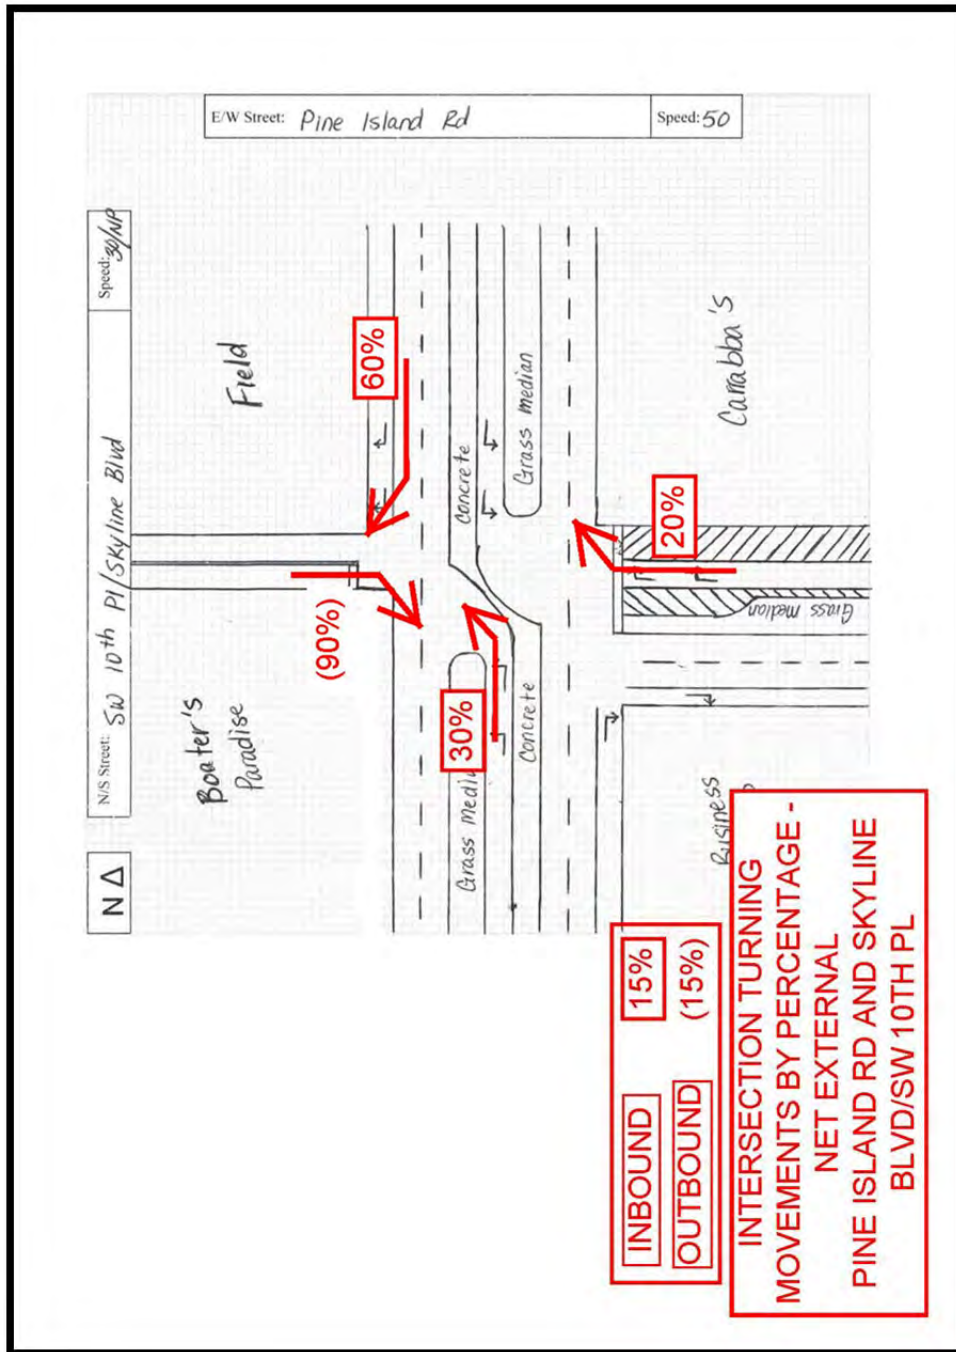 E/W Street: Pine Island Rd
Speed: 50
N/S Street: SW 10th Pl/Skyline Blvd
Speed: 30/NP
N Δ
Field
60%
Concrete
Grass median
Carrabba's
20%
Grass median
(90%)
Boater's
Paradise
30%
Concrete
Business
INBOUND 15%
OUTBOUND (15%)
INTERSECTION TURNING
MOVEMENTS BY PERCENTAGE -
NET EXTERNAL
PINE ISLAND RD AND SKYLINE
BLVD/SW 10TH PL